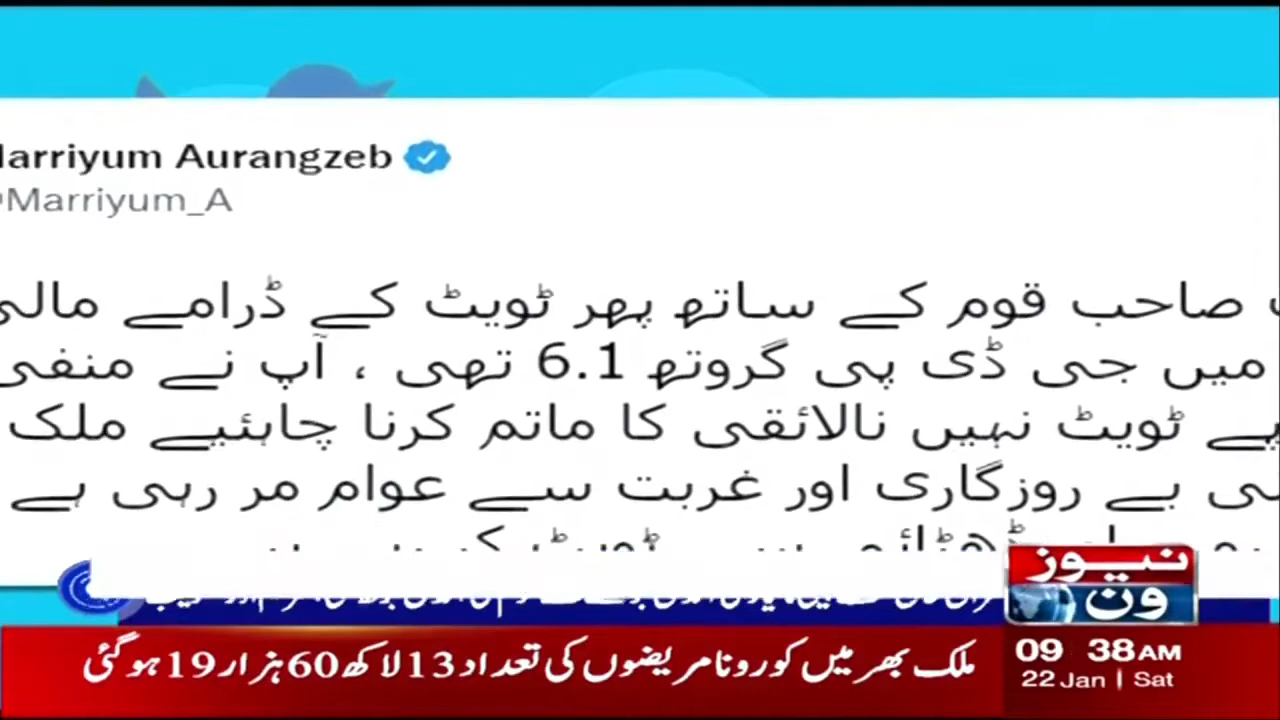 Marriyum Aurangzeb
@Marriyum_A
صاحب قوم کے ساتھ پھر ٹویٹ کے ڈرامے مالی
میں جی ڈی پی گروتھ 6.1 تھی ، آپ نے منفی
ٹویٹ نہیں نالائقی کا ماتم کرنا چاہئیے ملک
بے روزگاری اور غربت سے عوام مر رہی ہے
نیوز
ون
ملک بھر میں کورونا مریضوں کی تعداد 13 لاکھ 60 ہزار 19 ہو گئی
09 38 AM
22 Jan | Sat